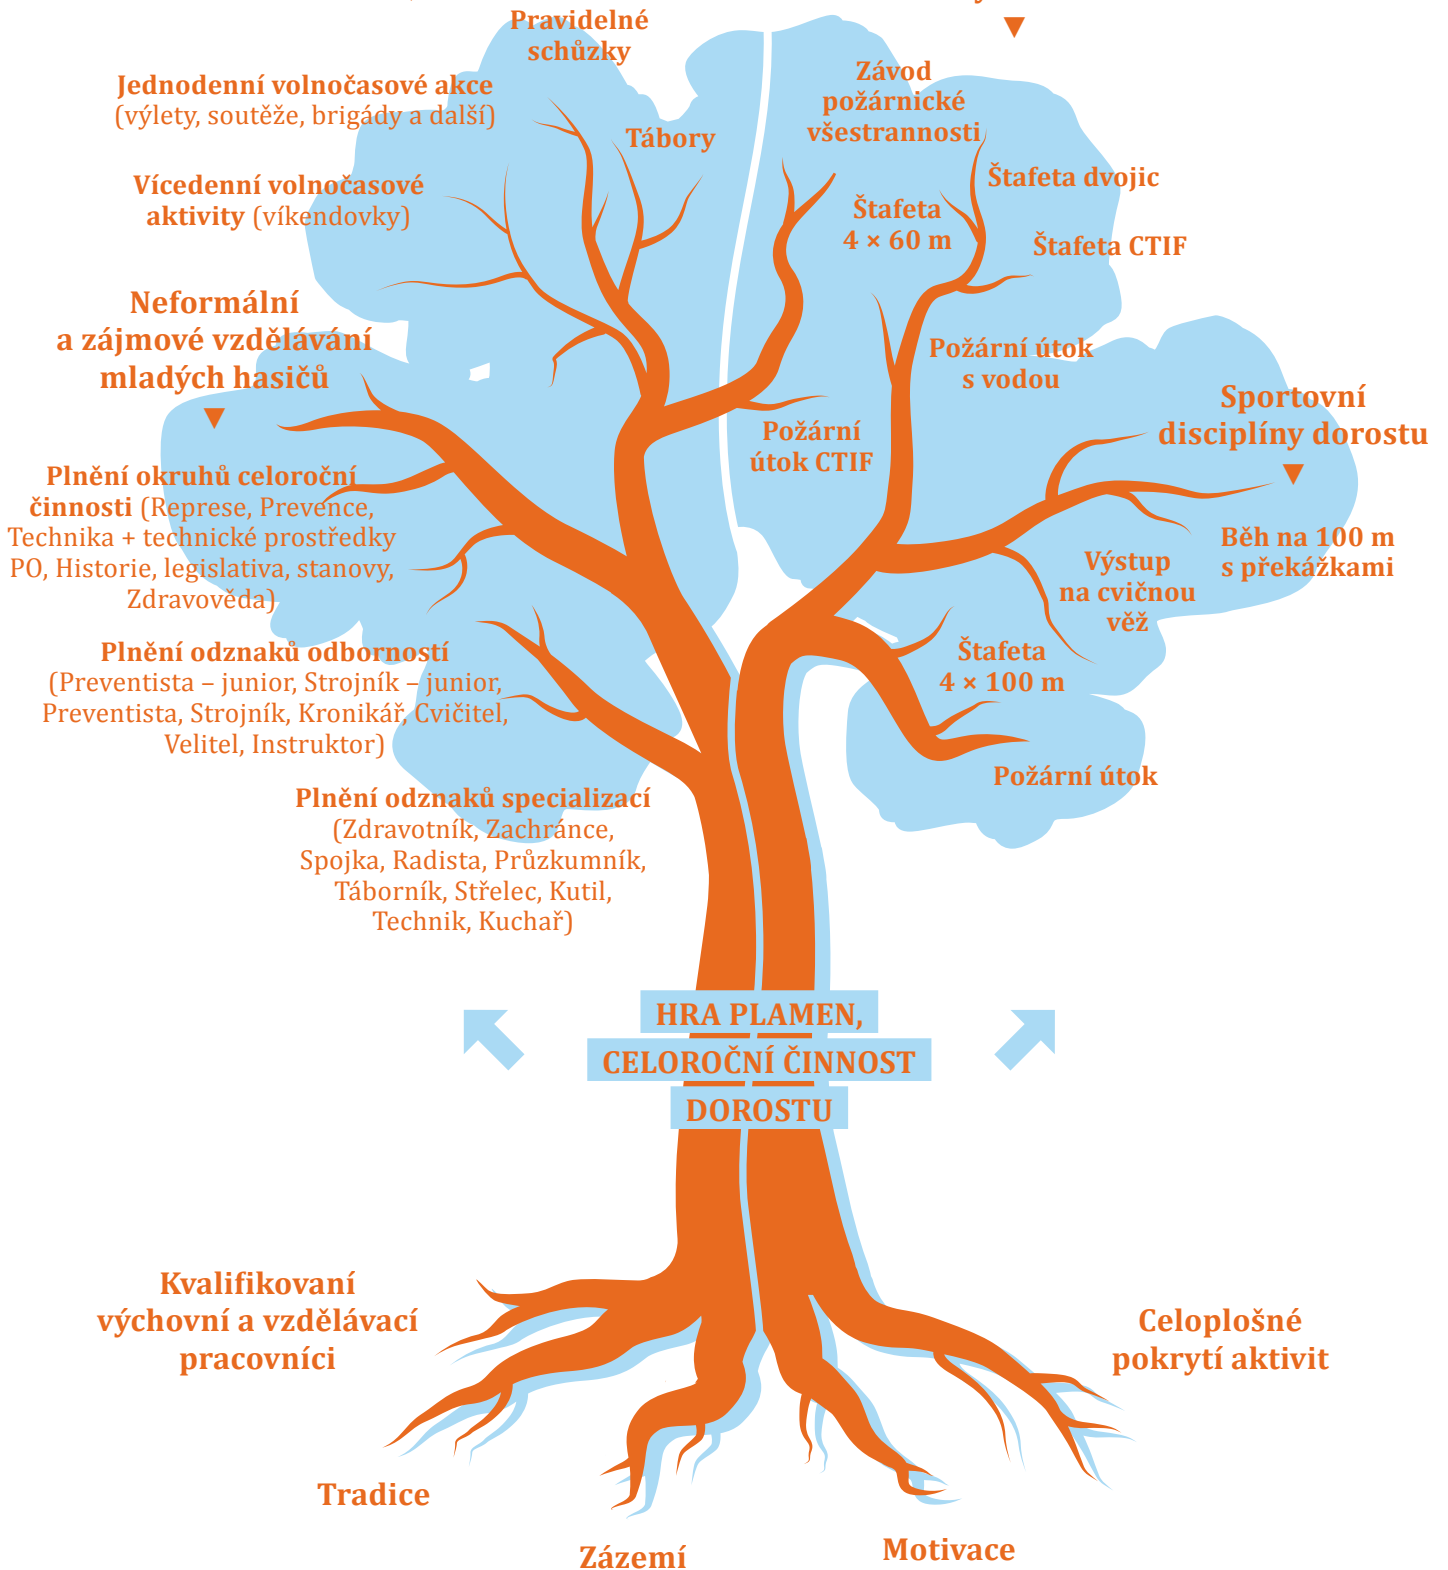 Pravidelné
schůzky
Jednodenní volnočasové akce
(výlety, soutěže, brigády a další)
Tábory
Vícedenní volnočasové
aktivity (víkendovky)
Neformální
a zájmové vzdělávání
mladých hasičů
Plnění okruhů celoroční
činnosti (Represe, Prevence,
Technika + technické prostředky
PO, Historie, legislativa, stanovy,
Zdravověda)
Plnění odznaků odborností
(Preventista – junior, Strojník – junior,
Preventista, Strojník, Kronikář, Cvičitel,
Velitel, Instruktor)
Plnění odznaků specializací
(Zdravotník, Zachránce,
Spojka, Radista, Průzkumník,
Táborník, Střelec, Kutil,
Technik, Kuchař)
Závod
požárnické
všestrannosti
Štafeta dvojic
Štafeta
4 × 60 m
Štafeta CTIF
Požární útok
s vodou
Požární
útok CTIF
Sportovní
disciplíny dorostu
Běh na 100 m
s překážkami
Výstup
na cvičnou
věž
Štafeta
4 × 100 m
Požární útok
HRA PLAMEN,
CELOROČNÍ ČINNOST
DOROSTU
Kvalifikovaní
výchovní a vzdělávací
pracovníci
Tradice
Zázemí
Motivace
Celoplošné
pokrytí aktivit